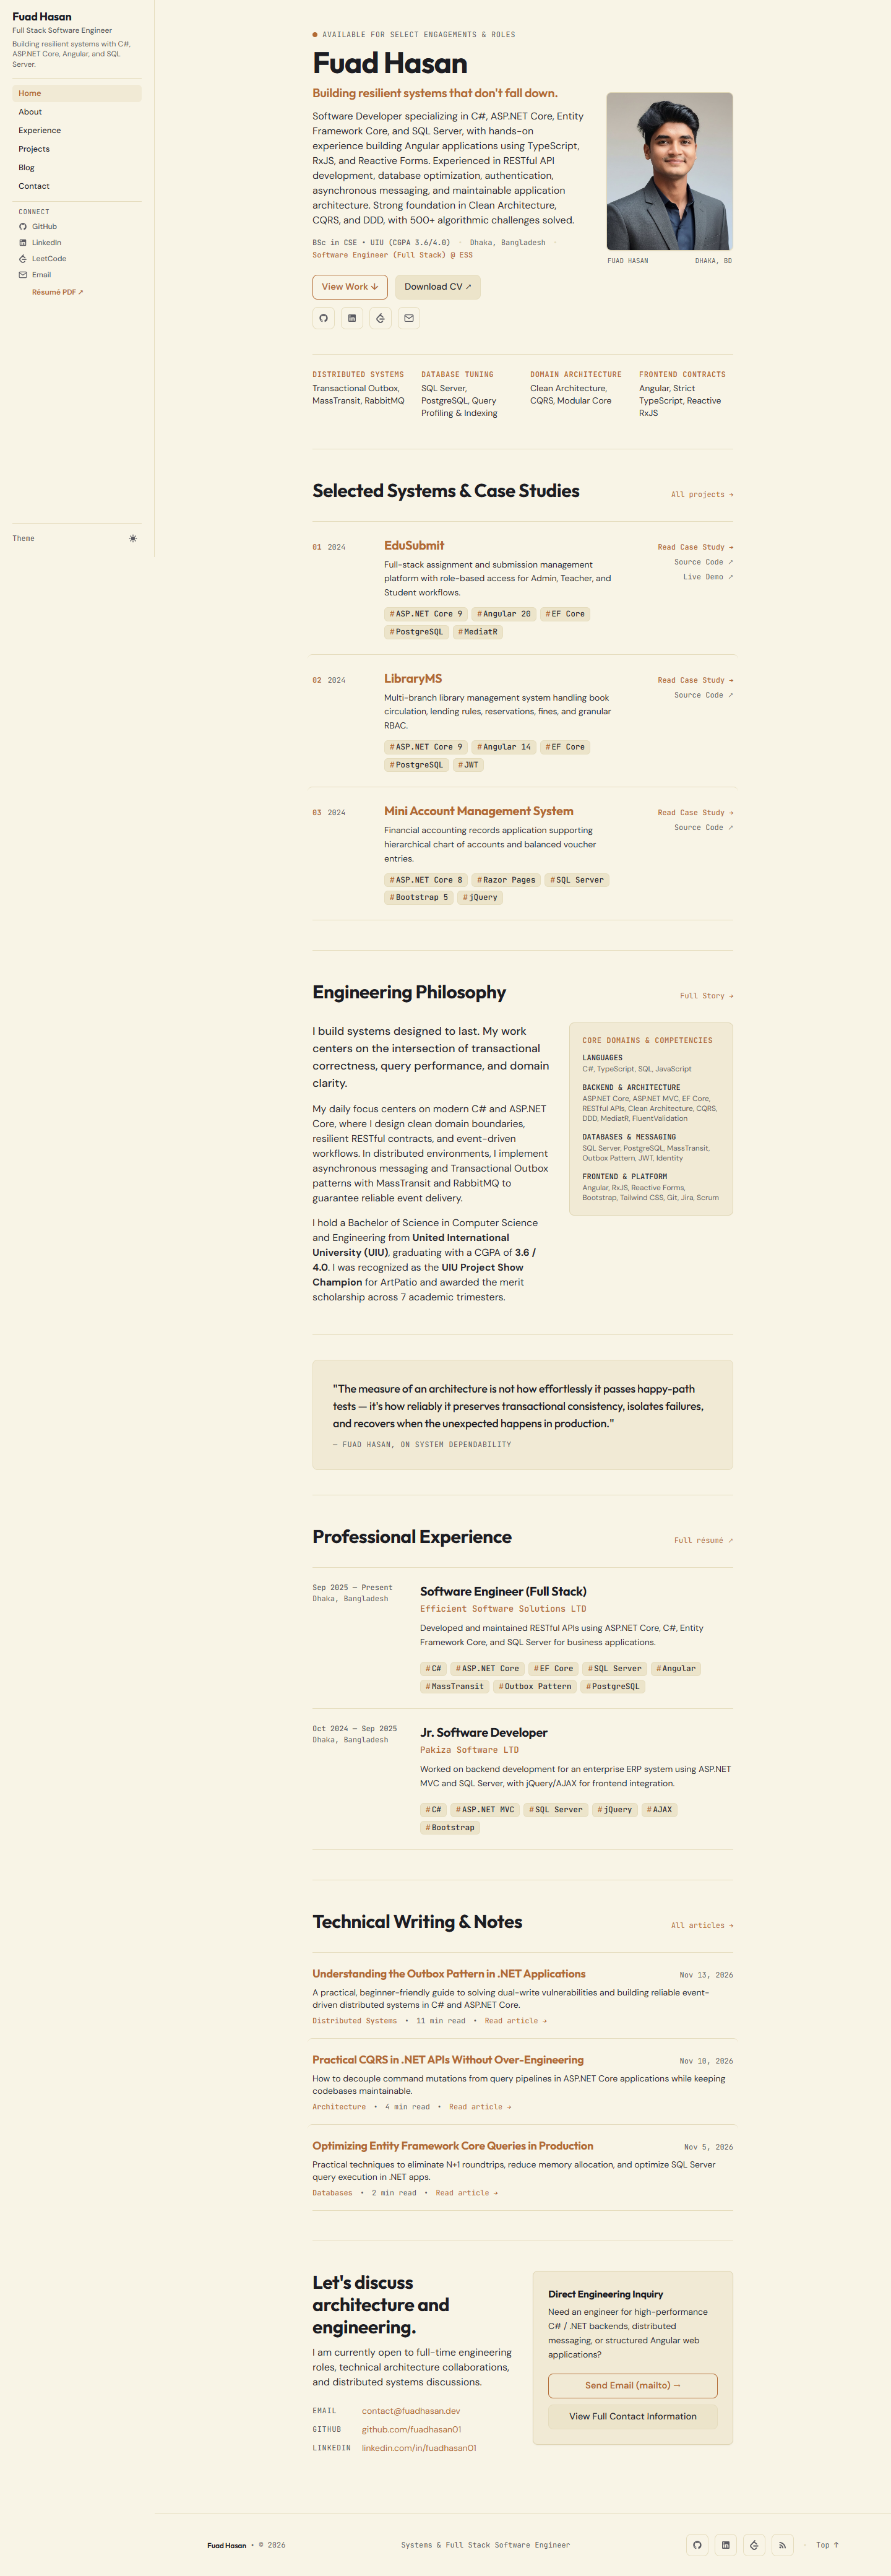 Fuad Hasan
Full Stack Software Engineer
Building resilient systems with C#,
ASP.NET Core, Angular, and SQL
Server.
Home
About
Experience
Projects
Blog
Contact
CONNECT
GitHub
LinkedIn
LeetCode
Email
Résumé PDF ↗
Theme
AVAILABLE FOR SELECT ENGAGEMENTS & ROLES
Fuad Hasan
Building resilient systems that don't fall down.
Software Developer specializing in C#, ASP.NET Core, Entity
Framework Core, and SQL Server, with hands-on
experience building Angular applications using TypeScript,
RxJS, and Reactive Forms. Experienced in RESTful API
development, database optimization, authentication,
asynchronous messaging, and maintainable application
architecture. Strong foundation in Clean Architecture,
CQRS, and DDD, with 500+ algorithmic challenges solved.
BSc in CSE • UIU (CGPA 3.6/4.0) · Dhaka, Bangladesh ·
Software Engineer (Full Stack) @ ESS
FUAD HASAN DHAKA, BD
View Work ↓ Download CV ↗
DISTRIBUTED SYSTEMS
Transactional Outbox,
MassTransit, RabbitMQ
DATABASE TUNING
SQL Server,
PostgreSQL, Query
Profiling & Indexing
DOMAIN ARCHITECTURE
Clean Architecture,
CQRS, Modular Core
FRONTEND CONTRACTS
Angular, Strict
TypeScript, Reactive
RxJS
Selected Systems & Case Studies
All projects →
01 2024
EduSubmit
Full-stack assignment and submission management
platform with role-based access for Admin, Teacher, and
Student workflows.
#ASP.NET Core 9 #Angular 20 #EF Core
#PostgreSQL #MediatR
Read Case Study →
Source Code ↗
Live Demo ↗
02 2024
LibraryMS
Multi-branch library management system handling book
circulation, lending rules, reservations, fines, and granular
RBAC.
#ASP.NET Core 9 #Angular 14 #EF Core
#PostgreSQL #JWT
Read Case Study →
Source Code ↗
03 2024
Mini Account Management System
Financial accounting records application supporting
hierarchical chart of accounts and balanced voucher
entries.
#ASP.NET Core 8 #Razor Pages #SQL Server
#Bootstrap 5 #jQuery
Read Case Study →
Source Code ↗
Engineering Philosophy
Full Story →
I build systems designed to last. My work
centers on the intersection of transactional
correctness, query performance, and domain
clarity.
My daily focus centers on modern C# and ASP.NET
Core, where I design clean domain boundaries,
resilient RESTful contracts, and event-driven
workflows. In distributed environments, I implement
asynchronous messaging and Transactional Outbox
patterns with MassTransit and RabbitMQ to
guarantee reliable event delivery.
I hold a Bachelor of Science in Computer Science
and Engineering from United International
University (UIU), graduating with a CGPA of 3.6 /
4.0. I was recognized as the UIU Project Show
Champion for ArtPatio and awarded the merit
scholarship across 7 academic trimesters.
CORE DOMAINS & COMPETENCIES
LANGUAGES
C#, TypeScript, SQL, JavaScript
BACKEND & ARCHITECTURE
ASP.NET Core, ASP.NET MVC, EF Core,
RESTful APIs, Clean Architecture, CQRS,
DDD, MediatR, FluentValidation
DATABASES & MESSAGING
SQL Server, PostgreSQL, MassTransit,
Outbox Pattern, JWT, Identity
FRONTEND & PLATFORM
Angular, RxJS, Reactive Forms,
Bootstrap, Tailwind CSS, Git, Jira, Scrum
"The measure of an architecture is not how effortlessly it passes happy-path
tests — it's how reliably it preserves transactional consistency, isolates failures,
and recovers when the unexpected happens in production."
— FUAD HASAN, ON SYSTEM DEPENDABILITY
Professional Experience
Full résumé ↗
Sep 2025 — Present
Dhaka, Bangladesh
Software Engineer (Full Stack)
Efficient Software Solutions LTD
Developed and maintained RESTful APIs using ASP.NET Core, C#, Entity
Framework Core, and SQL Server for business applications.
#C# #ASP.NET Core #EF Core #SQL Server #Angular
#MassTransit #Outbox Pattern #PostgreSQL
Oct 2024 — Sep 2025
Dhaka, Bangladesh
Jr. Software Developer
Pakiza Software LTD
Worked on backend development for an enterprise ERP system using ASP.NET
MVC and SQL Server, with jQuery/AJAX for frontend integration.
#C# #ASP.NET MVC #SQL Server #jQuery #AJAX
#Bootstrap
Technical Writing & Notes
All articles →
Understanding the Outbox Pattern in .NET Applications
Nov 13, 2026
A practical, beginner-friendly guide to solving dual-write vulnerabilities and building reliable event-
driven distributed systems in C# and ASP.NET Core.
Distributed Systems • 11 min read • Read article →
Practical CQRS in .NET APIs Without Over-Engineering
Nov 10, 2026
How to decouple command mutations from query pipelines in ASP.NET Core applications while keeping
codebases maintainable.
Architecture • 4 min read • Read article →
Optimizing Entity Framework Core Queries in Production
Nov 5, 2026
Practical techniques to eliminate N+1 roundtrips, reduce memory allocation, and optimize SQL Server
query execution in .NET apps.
Databases • 2 min read • Read article →
Let's discuss
architecture and
engineering.
I am currently open to full-time engineering
roles, technical architecture collaborations,
and distributed systems discussions.
EMAIL contact@fuadhasan.dev
GITHUB github.com/fuadhasan01
LINKEDIN linkedin.com/in/fuadhasan01
Direct Engineering Inquiry
Need an engineer for high-performance
C# / .NET backends, distributed
messaging, or structured Angular web
applications?
Send Email (mailto) →
View Full Contact Information
Fuad Hasan • © 2026
Systems & Full Stack Software Engineer
· Top ↑